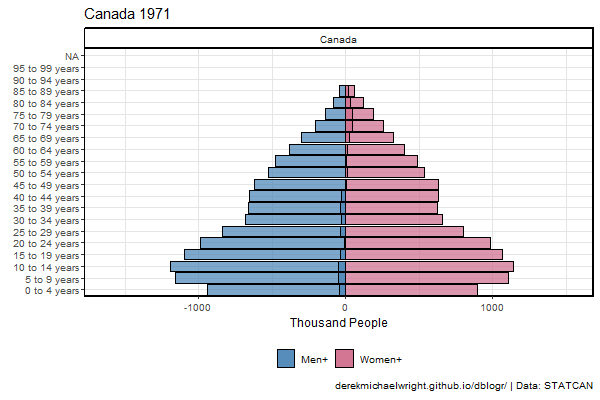 Canada 1971
Canada
NA
95 to 99 years
90 to 94 years
85 to 89 years
80 to 84 years
75 to 79 years
70 to 74 years
65 to 69 years
60 to 64 years
55 to 59 years
50 to 54 years
45 to 49 years
40 to 44 years
35 to 39 years
30 to 34 years
25 to 29 years
20 to 24 years
15 to 19 years
10 to 14 years
5 to 9 years
0 to 4 years
-1000 0 1000
Thousand People
Men+ Women+
derekmichaelwright.github.io/dblogr/ | Data: STATCAN